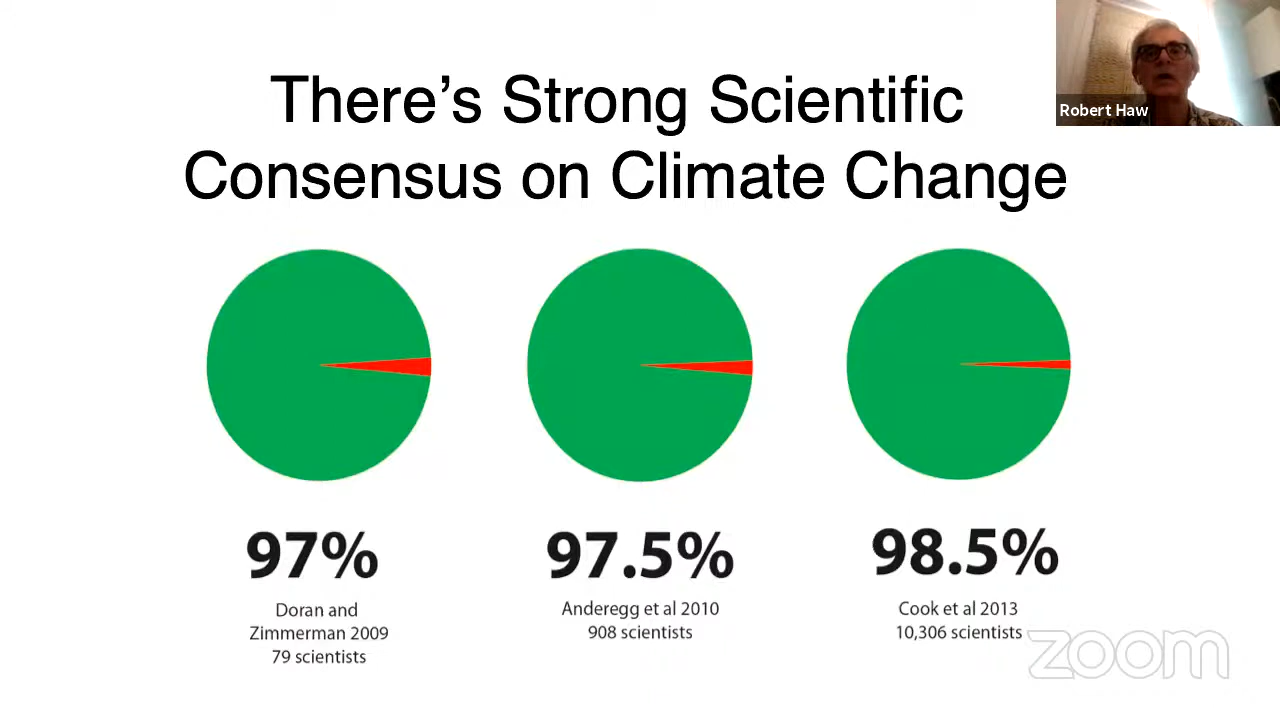 There's Strong Scientific
Consensus on Climate Change
Robert Haw
97%
Doran and
Zimmerman 2009
79 scientists
97.5%
Anderegg et al 2010
908 scientists
98.5%
Cook et al 2013
10,306 scientists
zoom